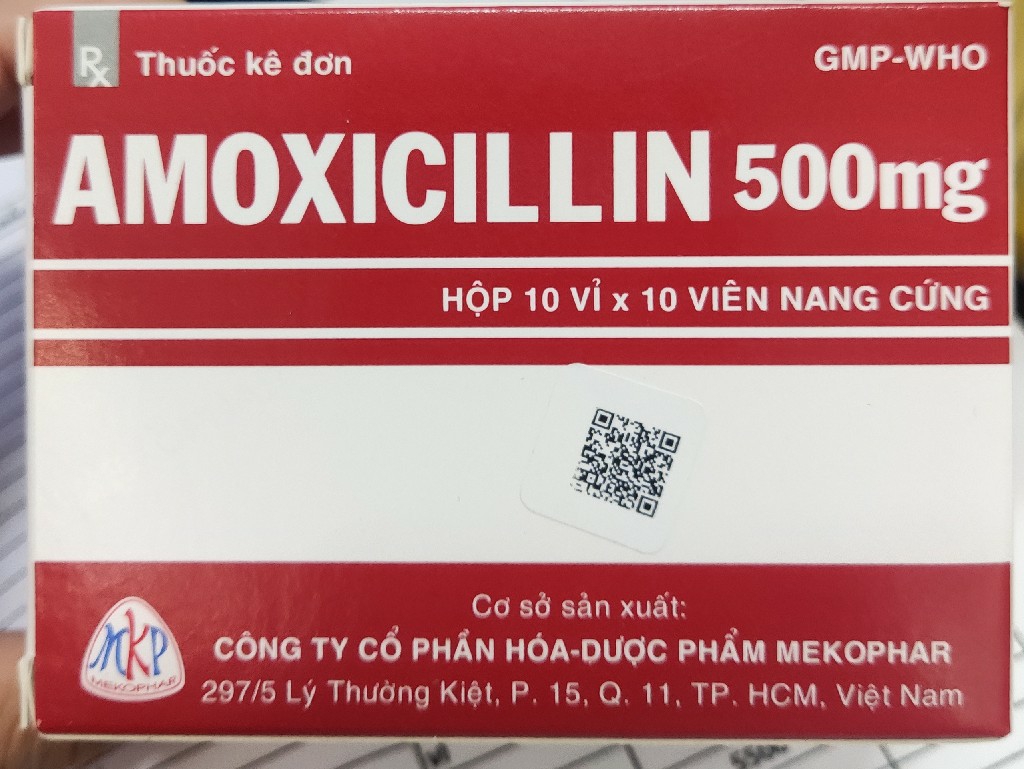 Rx Thuốc kê đơn
GMP-WHO
AMOXICILLIN 500mg
HỘP 10 VỈ x 10 VIÊN NANG CỨNG
Cơ sở sản xuất:
CÔNG TY CỔ PHẦN HÓA-DƯỢC PHẨM MEKOPHAR
297/5 Lý Thường Kiệt, P. 15, Q. 11, TP. HCM, Việt Nam
MKP
MEKOPHAR